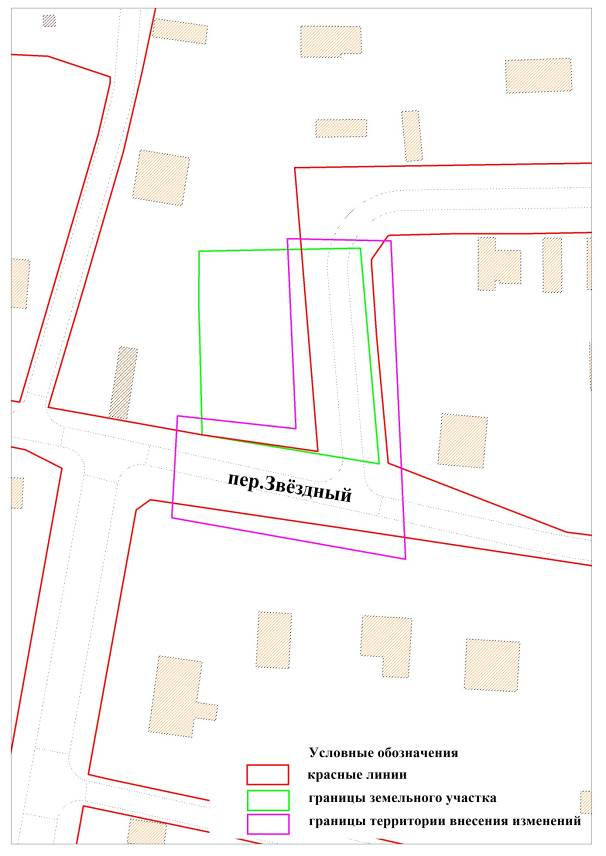 пер.Звёздный
Условные обозначения
красные линии
границы земельного участка
границы территории внесения изменений